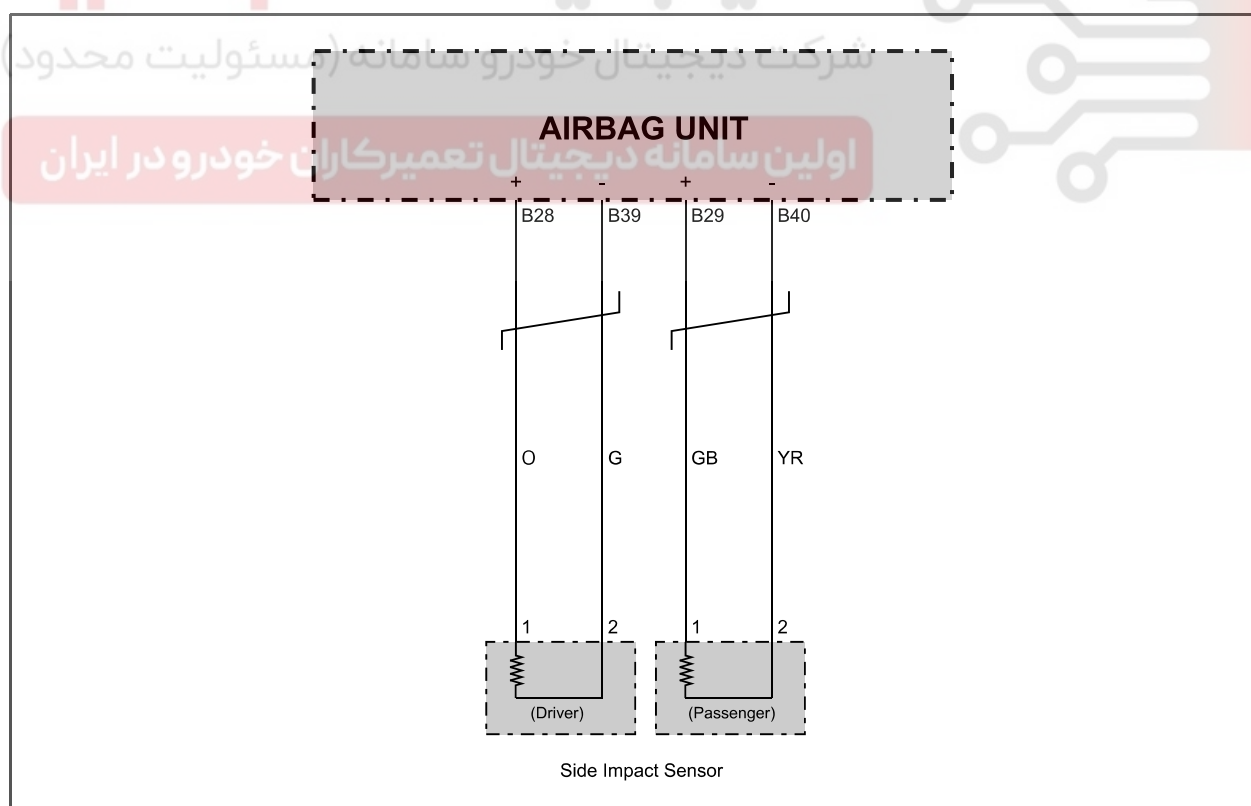 شرکت دیجیتال خودرو سامانه (مسئولیت محدود)
AIRBAG UNIT
اولین سامانه دیجیتال تعمیرکاران خودرو در ایران
+ - + -
B28 B39 B29 B40
O G GB YR
1 2 1 2
(Driver) (Passenger)
Side Impact Sensor